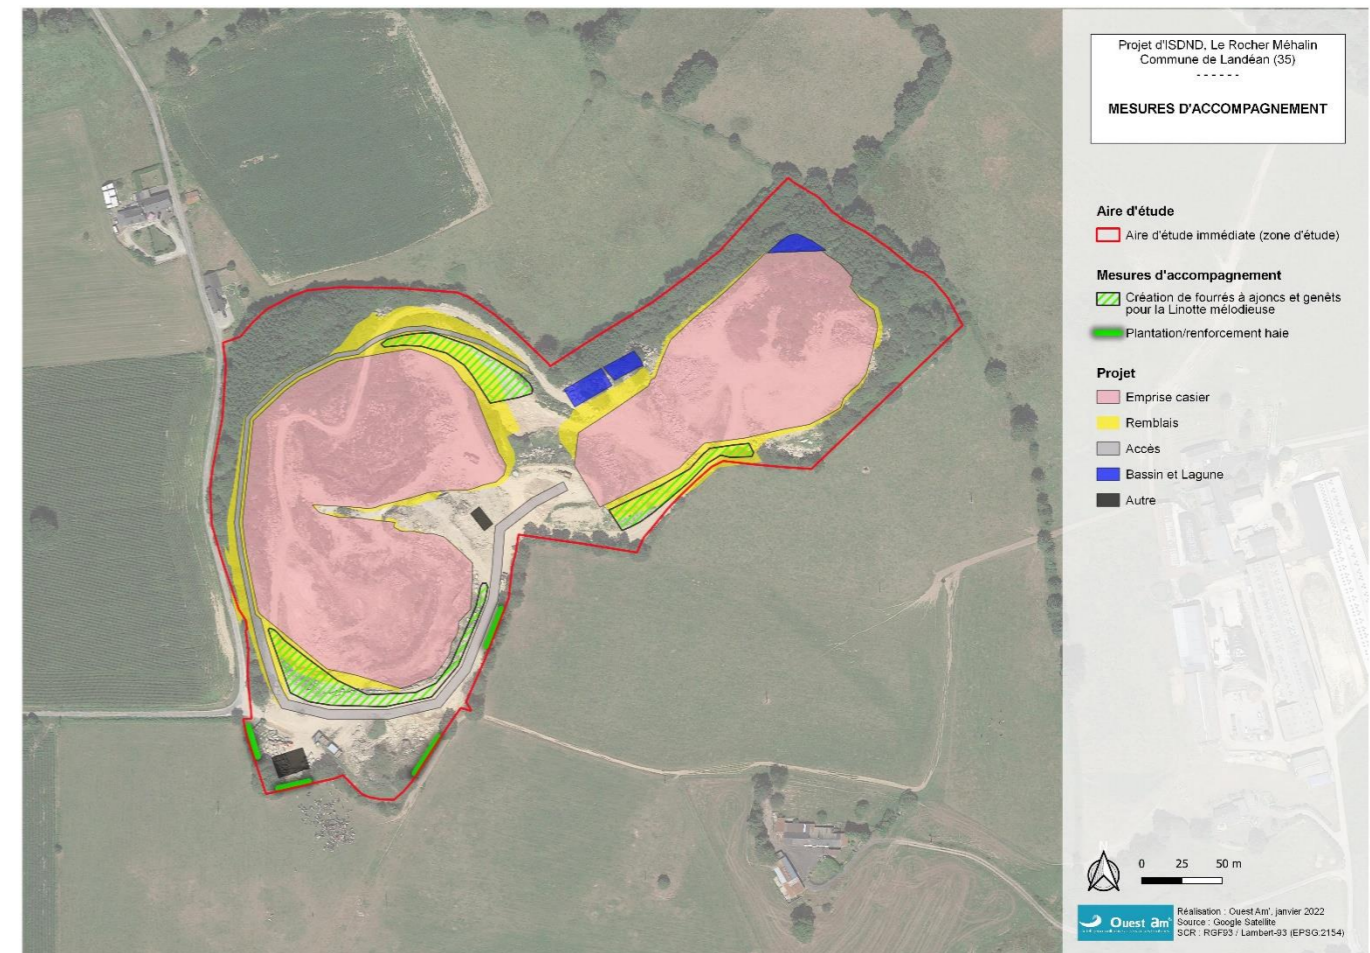 Projet d'ISDND, Le Rocher Méhalin
Commune de Landéan (35)
- - - - - -
MESURES D'ACCOMPAGNEMENT
Aire d'étude
Aire d'étude immédiate (zone d'étude)
Mesures d'accompagnement
Création de fourrés à ajoncs et genêts
pour la Linotte mélodieuse
Plantation/renforcement haie
Projet
Emprise casier
Remblais
Accès
Bassin et Lagune
Autre
0 25 50 m
Ouest am'
Réalisation : Ouest Am', janvier 2022
Source : Google Satellite
SCR : RGF93 / Lambert-93 (EPSG:2154)